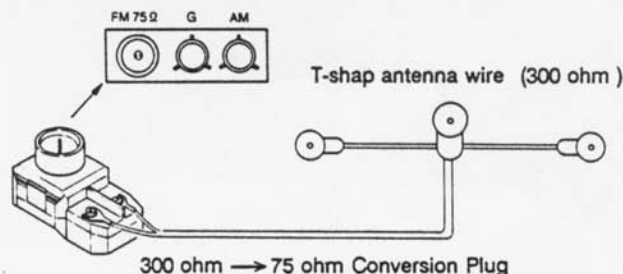 FM 75Ω G AM
T-shap antenna wire (300 ohm )
300 ohm → 75 ohm Conversion Plug